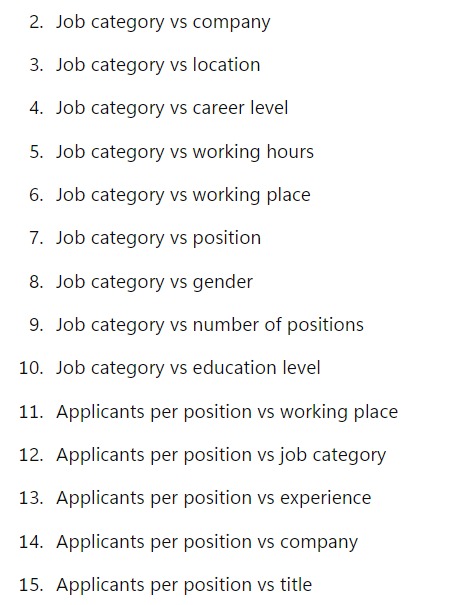 2. Job category vs company
3. Job category vs location
4. Job category vs career level
5. Job category vs working hours
6. Job category vs working place
7. Job category vs position
8. Job category vs gender
9. Job category vs number of positions
10. Job category vs education level
11. Applicants per position vs working place
12. Applicants per position vs job category
13. Applicants per position vs experience
14. Applicants per position vs company
15. Applicants per position vs title